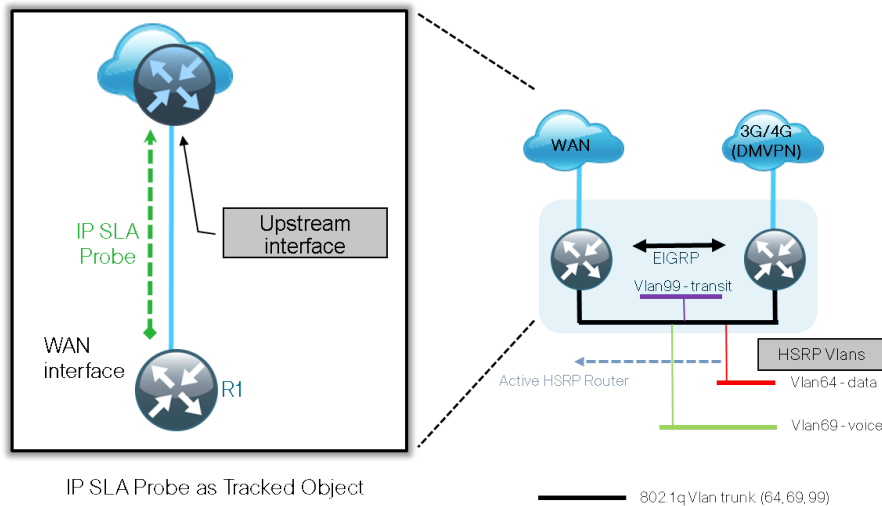 IP SLA
Probe
Upstream
interface
WAN
interface
R1
IP SLA Probe as Tracked Object
WAN
3G/4G
(DMVPN)
EIGRP
Vlan99 - transit
HSRP Vlans
Active HSRP Router
Vlan64 - data
Vlan69 - voice
802.1q Vlan trunk (64, 69, 99)